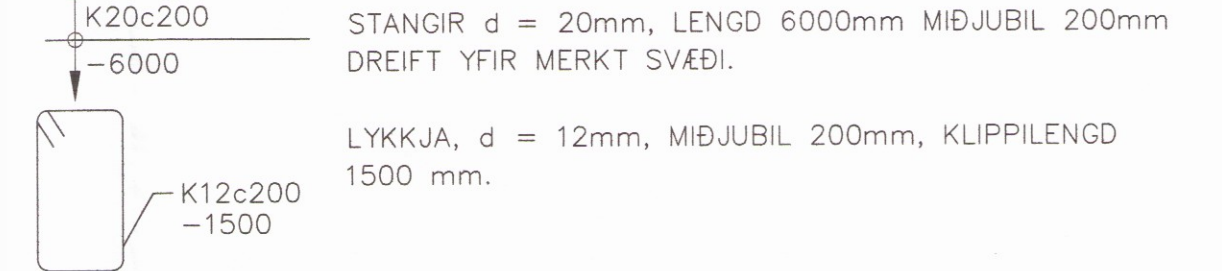 K20c200
-6000
STANGIR d = 20mm, LENGD 6000mm MIÐJUBIL 200mm
DREIFT YFIR MERKT SVÆÐI.
LYKKJA, d = 12mm, MIÐJUBIL 200mm, KLIPPILENGD
1500 mm.
K12c200
-1500